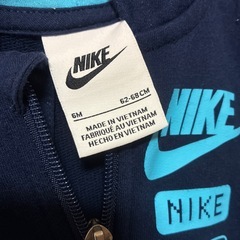 NIKE
6M
62-68 CM
MADE IN VIETNAM
FABRIQUÉ AU VIETNAM
HECHO EN VIETNAM
NIKE
NIKE